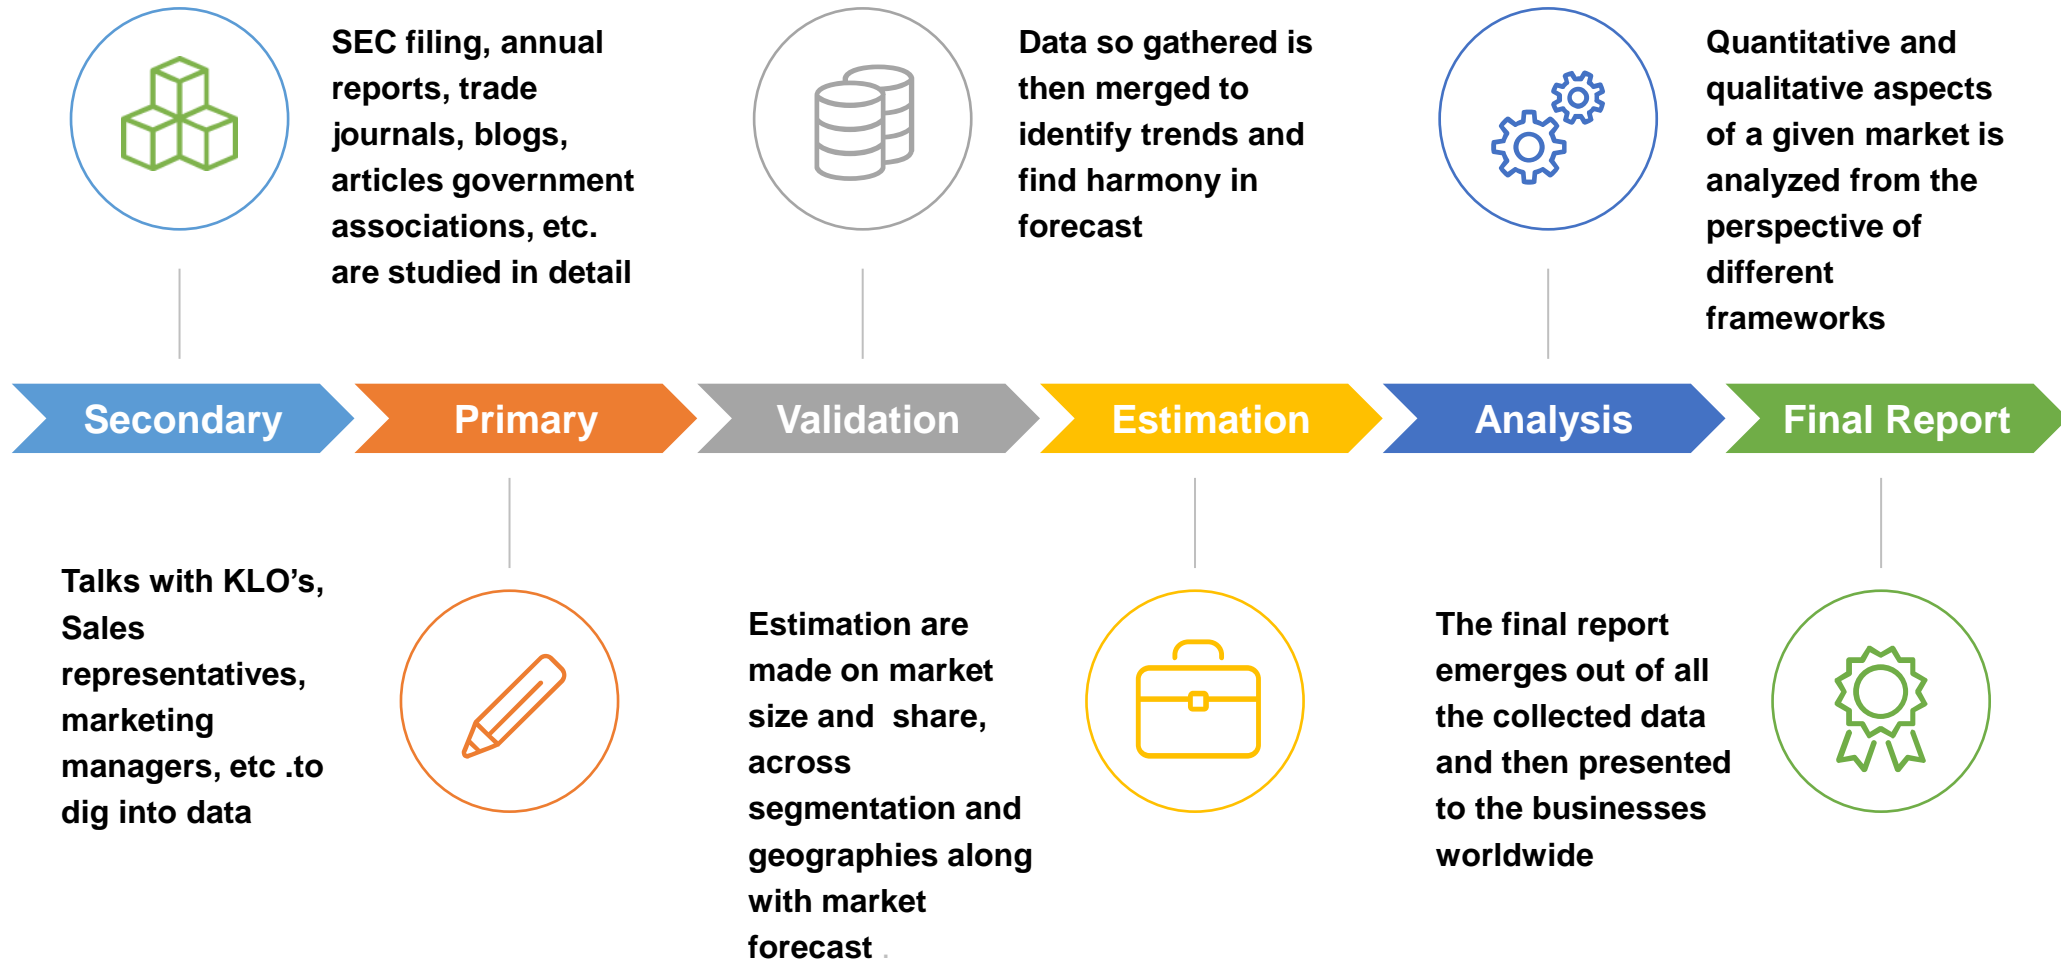 SEC filing, annual
reports, trade
journals, blogs,
articles government
associations, etc.
are studied in detail
Data so gathered is
then merged to
identify trends and
find harmony in
forecast
Quantitative and
qualitative aspects
of a given market is
analyzed from the
perspective of
different
frameworks
Secondary
Primary
Validation
Estimation
Analysis
Final Report
Talks with KLO’s,
Sales
representatives,
marketing
managers, etc .to
dig into data
Estimation are
made on market
size and  share,
across
segmentation and
geographies along
with market
forecast .
The final report
emerges out of all
the collected data
and then presented
to the businesses
worldwide